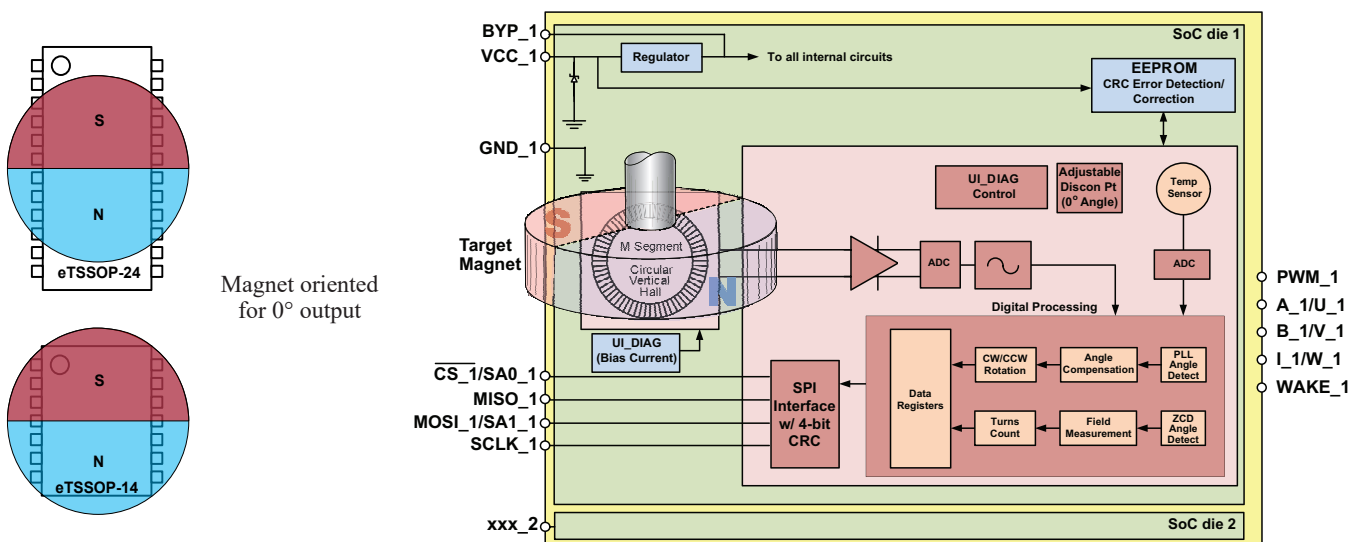 S
N
eTSSOP-24
Magnet oriented
for 0° output
S
N
eTSSOP-14
BYP_1
VCC_1
GND_1
Target
Magnet
CS_1/SA0_1
MISO_1
MOSI_1/SA1_1
SCLK_1
xxx_2
SoC die 1
Regulator
To all internal circuits
EEPROM
CRC Error Detection/
Correction
UI_DIAG
Control
Adjustable
Discon Pt
(0° Angle)
Temp
Sensor
S
M Segment
Circular
Vertical
Hall
N
ADC
ADC
UI_DIAG
(Bias Current)
Digital Processing
SPI
Interface
w/ 4-bit
CRC
Data
Registers
CW/CCW
Rotation
Angle
Compensation
PLL
Angle
Detect
Turns
Count
Field
Measurement
ZCD
Angle
Detect
PWM_1
A_1/U_1
B_1/V_1
I_1/W_1
WAKE_1
SoC die 2